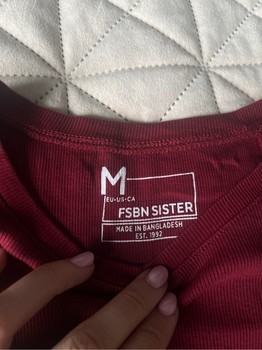 M
EU-US-CA
FSBN SISTER
MADE IN BANGLADESH
EST. 1992